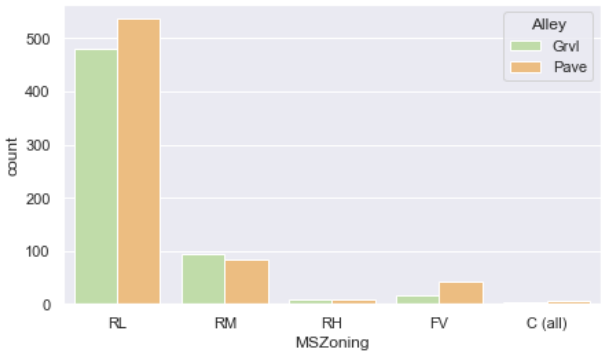 Alley
Grvl
Pave
500
400
300
200
100
0
count
RL RM RH FV C (all)
MSZoning